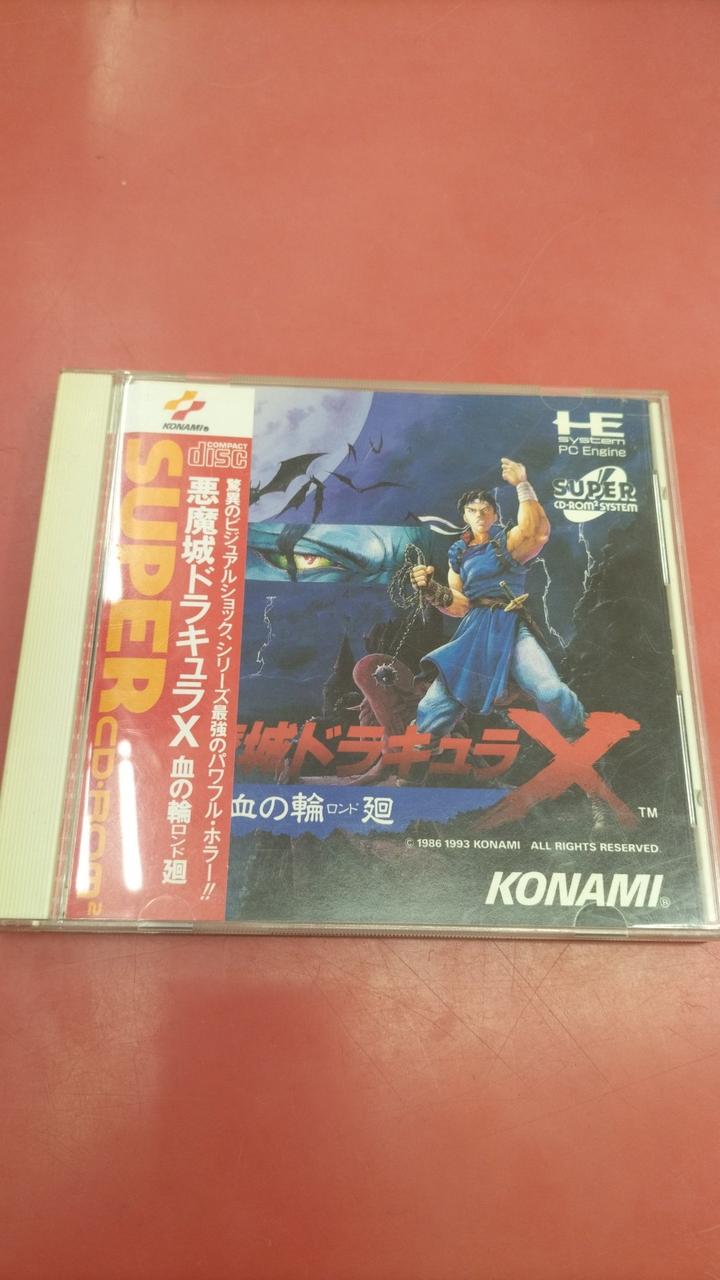 KONAMI®
COMPACT
disc
SUPER CD-ROM2
驚異のビジュアルショック、シリーズ最強のパワフル・ホラー!!
悪魔城ドラキュラX 血の輪ロンド廻
HE
system
PC Engine
SUPER
CD-ROM2 SYSTEM
城ドラキュラX
TM
血の輪ロンド廻
© 1986 1993 KONAMI ALL RIGHTS RESERVED.
KONAMI®